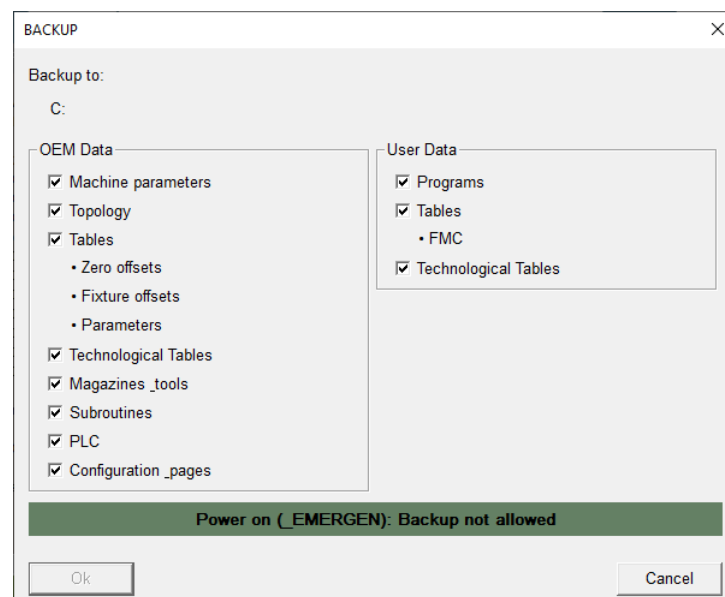 BACKUP
Backup to:
C:
OEM Data
Machine parameters
Topology
Tables
• Zero offsets
• Fixture offsets
• Parameters
Technological Tables
Magazines _tools
Subroutines
PLC
Configuration _pages
User Data
Programs
Tables
• FMC
Technological Tables
Power on (_EMERGEN): Backup not allowed
Ok
Cancel